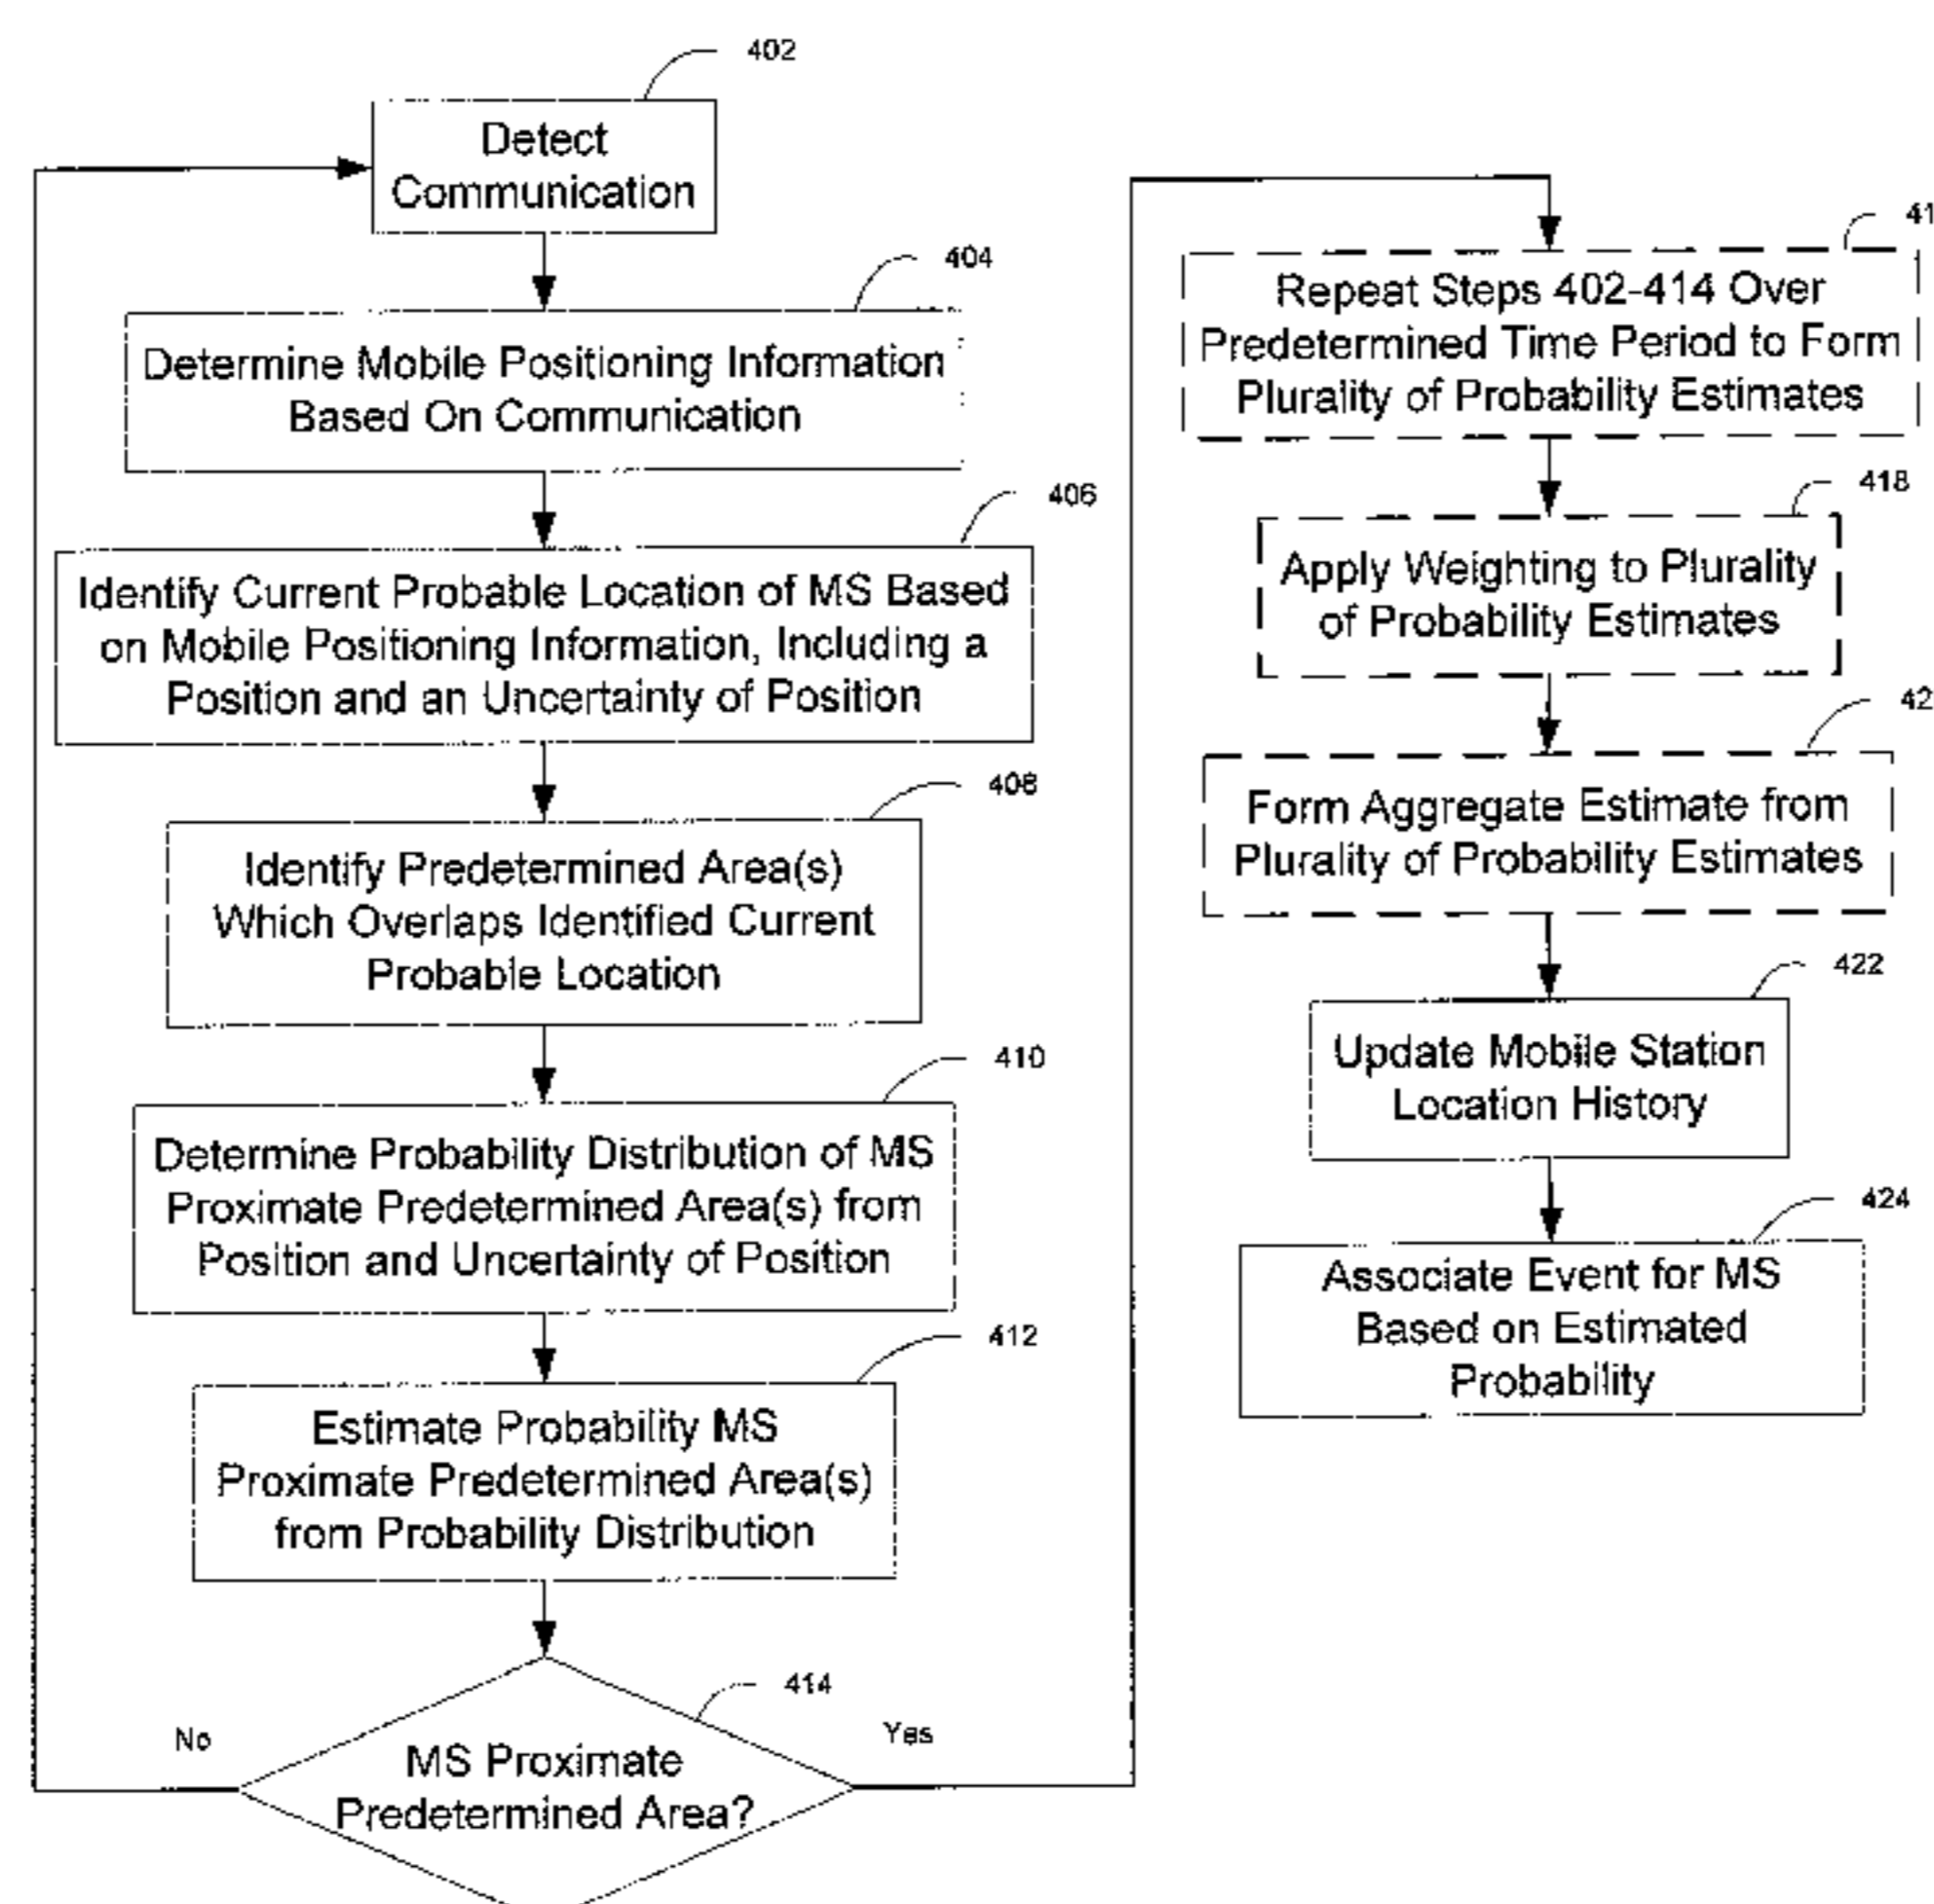 402
Detect
Communication
404
Determine Mobile Positioning Information
Based On Communication
406
Identify Current Probable Location of MS Based
on Mobile Positioning Information, Including a
Position and an Uncertainty of Position
408
Identify Predetermined Area(s)
Which Overlaps Identified Current
Probable Location
410
Determine Probability Distribution of MS
Proximate Predetermined Area(s) from
Position and Uncertainty of Position
412
Estimate Probability MS
Proximate Predetermined Area(s)
from Probability Distribution
414
No
Yes
MS Proximate
Predetermined Area?
41
Repeat Steps 402-414 Over
Predetermined Time Period to Form
Plurality of Probability Estimates
418
Apply Weighting to Plurality
of Probability Estimates
42
Form Aggregate Estimate from
Plurality of Probability Estimates
422
Update Mobile Station
Location History
424
Associate Event for MS
Based on Estimated
Probability